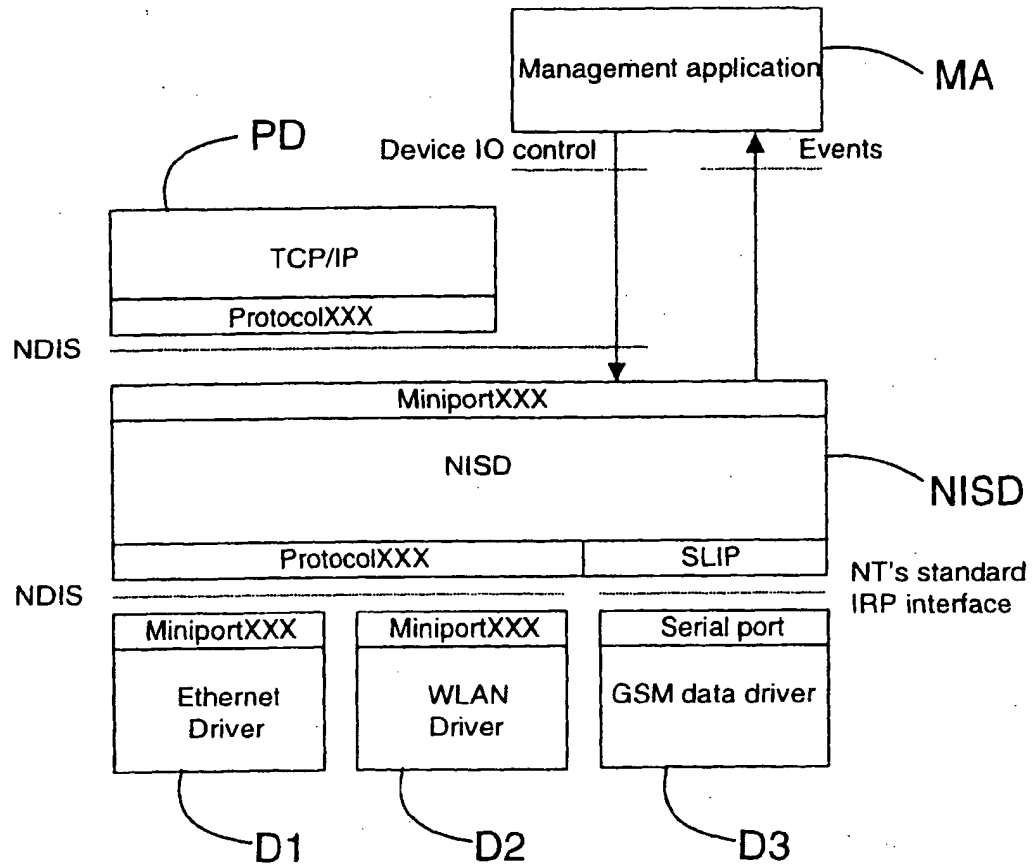 Management application
MA
PD
Device IO control
Events
TCP/IP
ProtocolXXX
NDIS
MiniportXXX
NISD
NISD
ProtocolXXX
SLIP
NDIS
NT's standard
IRP interface
MiniportXXX
MiniportXXX
Serial port
Ethernet
Driver
WLAN
Driver
GSM data driver
D1
D2
D3